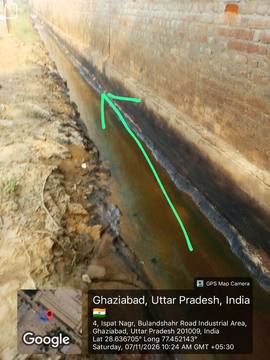 GPS Map Camera
Ghaziabad, Uttar Pradesh, India
4, Ispat Nagr, Bulandshahr Road Industrial Area,
Ghaziabad, Uttar Pradesh 201009, India
Lat 28.636705° Long 77.452143°
Saturday, 07/11/2026 10:24 AM GMT+05:30
Google